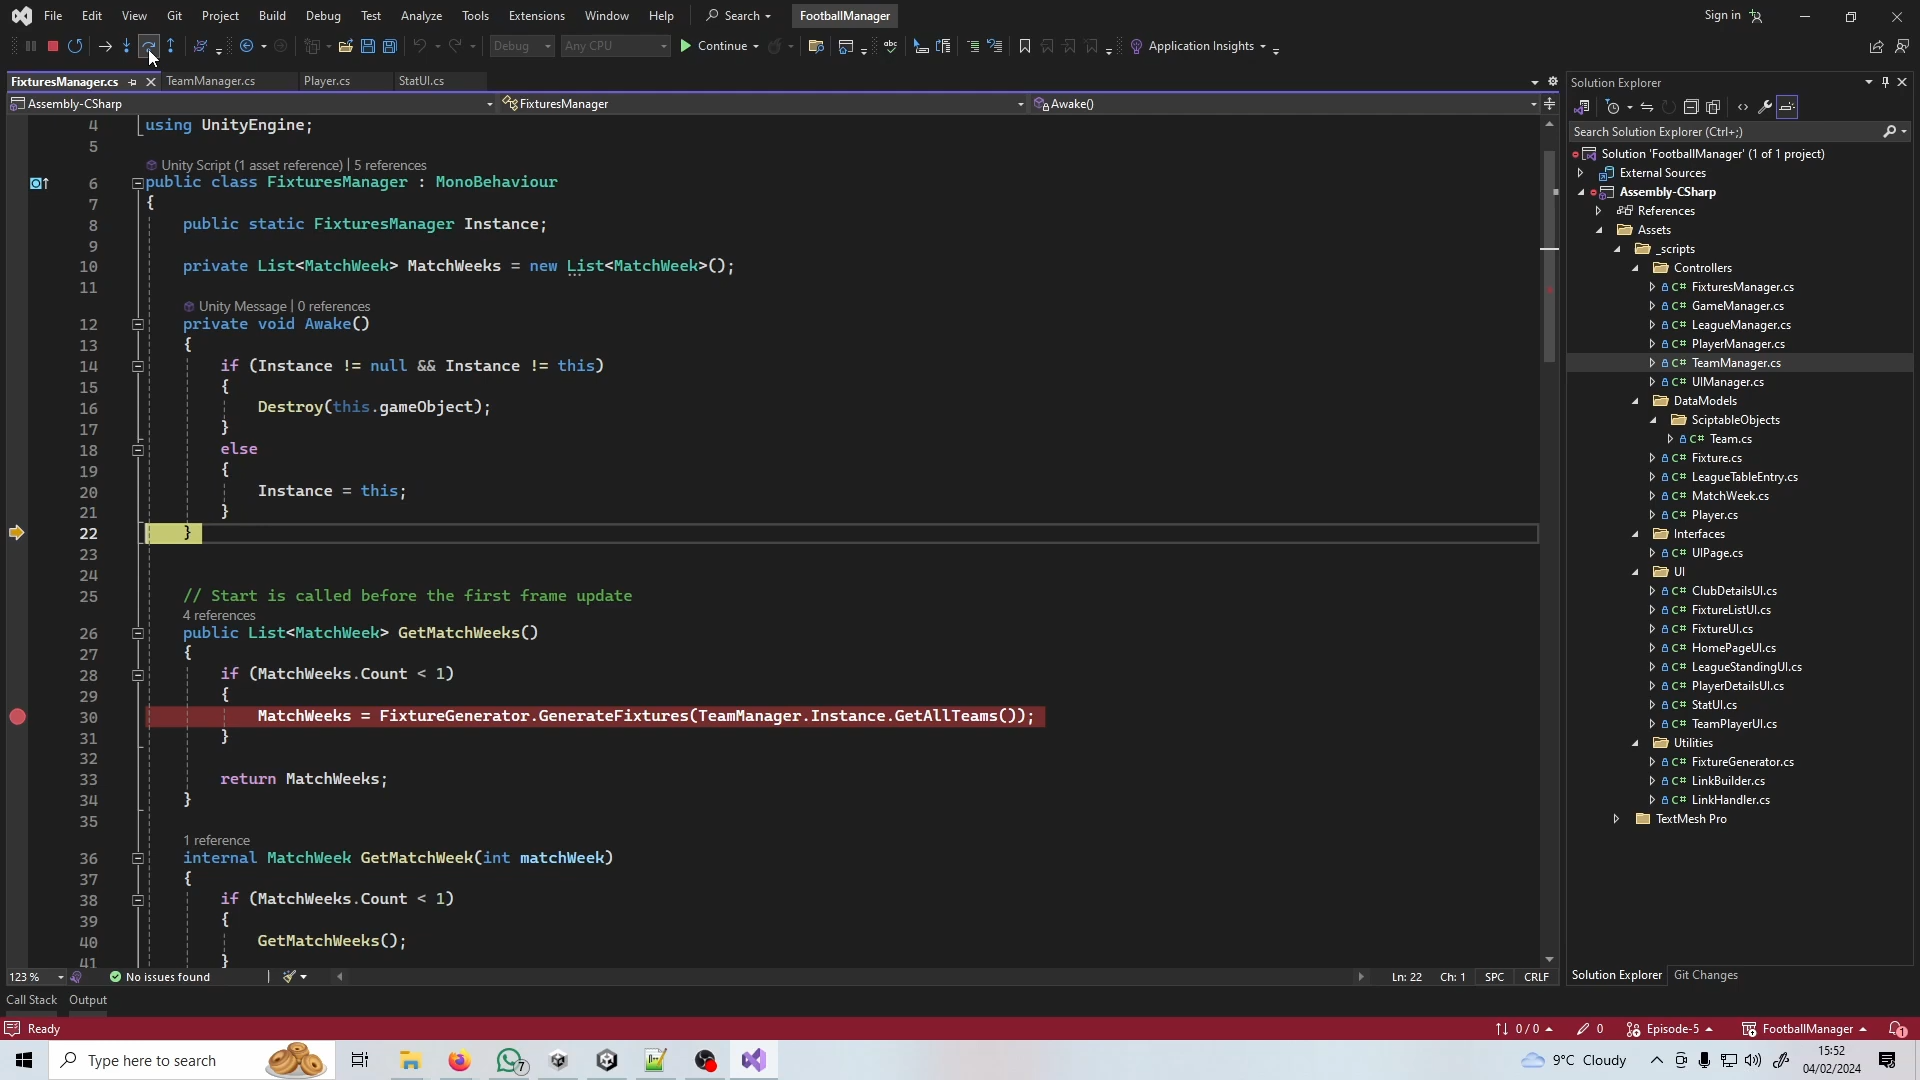 File Edit View Git Project Build Debug Test Analyze Tools Extensions Window Help Search FootballManager Sign in
Debug Any CPU Continue Application Insights
FixturesManager.cs TeamManager.cs Player.cs StatUI.cs
Assembly-CSharp FixturesManager Awake()
4 using UnityEngine;
5
Unity Script (1 asset reference) | 5 references
6 public class FixturesManager : MonoBehaviour
7 {
8 public static FixturesManager Instance;
9
10 private List<MatchWeek> MatchWeeks = new List<MatchWeek>();
11
Unity Message | 0 references
12 private void Awake()
13 {
14 if (Instance != null && Instance != this)
15 {
16 Destroy(this.gameObject);
17 }
18 else
19 {
20 Instance = this;
21 }
22 }
23
24
25 // Start is called before the first frame update
4 references
26 public List<MatchWeek> GetMatchWeeks()
27 {
28 if (MatchWeeks.Count < 1)
29 {
30 MatchWeeks = FixtureGenerator.GenerateFixtures(TeamManager.Instance.GetAllTeams());
31 }
32
33 return MatchWeeks;
34 }
35
1 reference
36 internal MatchWeek GetMatchWeek(int matchWeek)
37 {
38 if (MatchWeeks.Count < 1)
39 {
40 GetMatchWeeks();
41 }
123 % No issues found Ln: 22 Ch: 1 SPC CRLF
Call Stack Output
Solution Explorer
Search Solution Explorer (Ctrl+;)
Solution 'FootballManager' (1 of 1 project)
External Sources
Assembly-CSharp
References
Assets
_scripts
Controllers
C# FixturesManager.cs
C# GameManager.cs
C# LeagueManager.cs
C# PlayerManager.cs
C# TeamManager.cs
C# UIManager.cs
DataModels
SciptableObjects
C# Team.cs
C# Fixture.cs
C# LeagueTableEntry.cs
C# MatchWeek.cs
C# Player.cs
Interfaces
C# UIPage.cs
UI
C# ClubDetailsUI.cs
C# FixtureListUI.cs
C# FixtureUI.cs
C# HomePageUI.cs
C# LeagueStandingUI.cs
C# PlayerDetailsUI.cs
C# StatUI.cs
C# TeamPlayerUI.cs
Utilities
C# FixtureGenerator.cs
C# LinkBuilder.cs
C# LinkHandler.cs
TextMesh Pro
Solution Explorer Git Changes
Ready 0 / 0 0 Episode-5 FootballManager 1
Type here to search 7 9°C Cloudy 15:52
04/02/2024